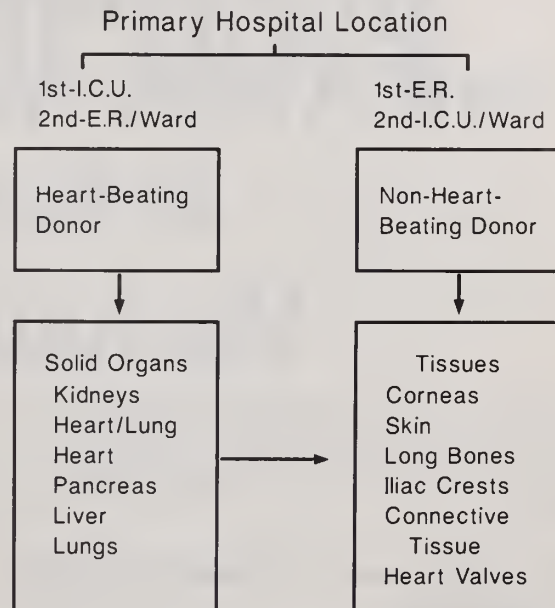 Primary Hospital Location
1st-I.C.U.
2nd-E.R./Ward
Heart-Beating
Donor
Solid Organs
Kidneys
Heart/Lung
Heart
Pancreas
Liver
Lungs
1st-E.R.
2nd-I.C.U./Ward
Non-Heart-
Beating Donor
Tissues
Corneas
Skin
Long Bones
Iliac Crests
Connective
Tissue
Heart Valves